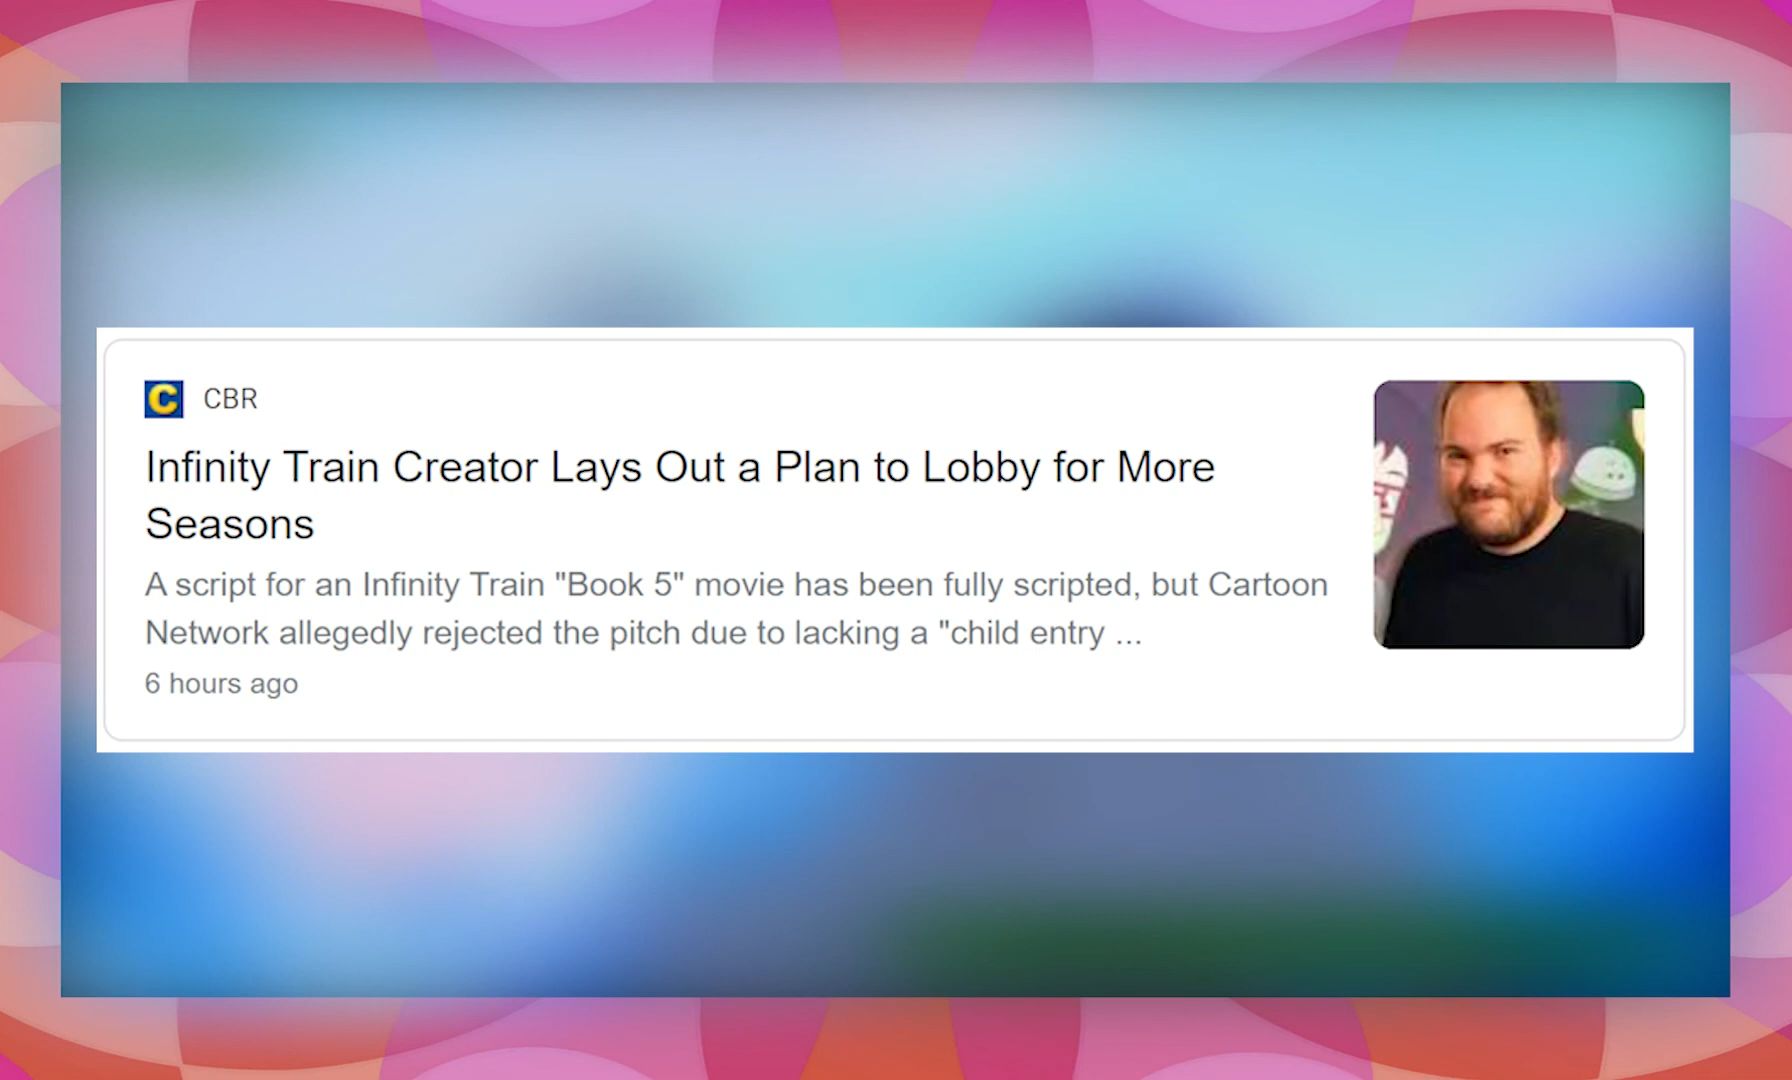 C CBR
Infinity Train Creator Lays Out a Plan to Lobby for More
Seasons
A script for an Infinity Train "Book 5" movie has been fully scripted, but Cartoon
Network allegedly rejected the pitch due to lacking a "child entry ...
6 hours ago